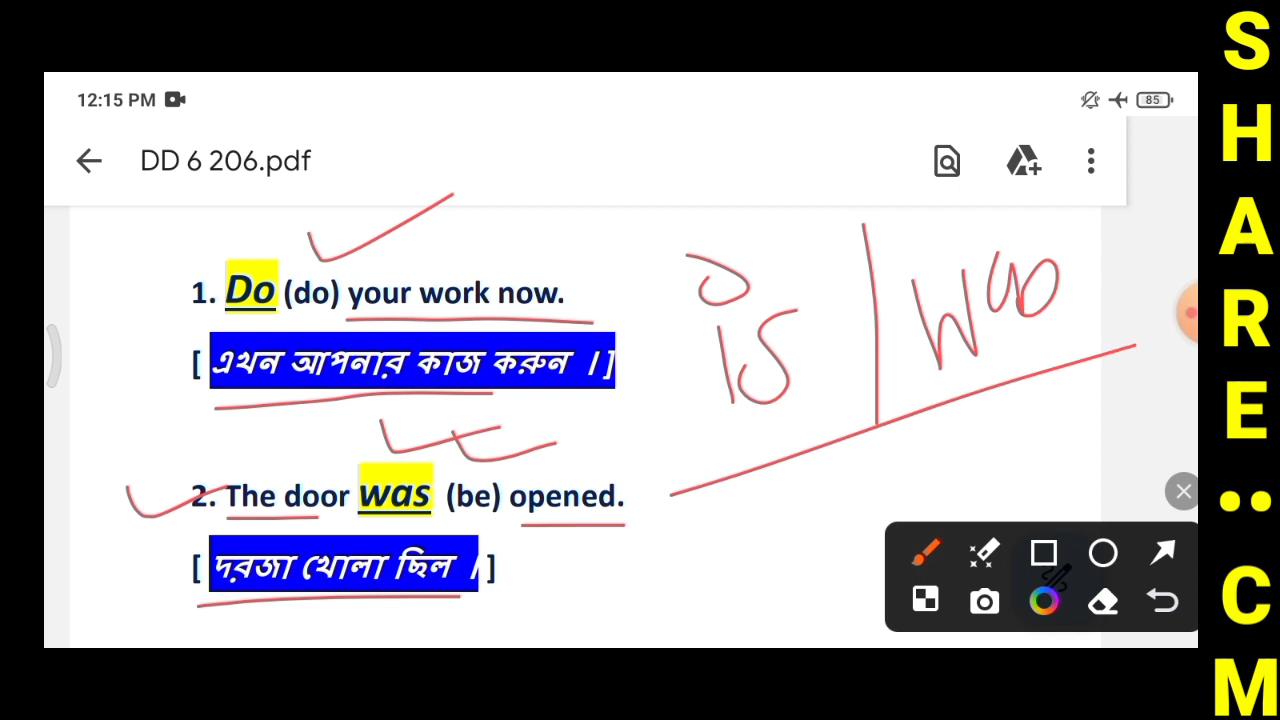 12:15 PM
85
DD 6 206.pdf
1. Do (do) your work now.
[ এখন আপনার কাজ করুন । ]
2. The door was (be) opened.
[ দরজা খোলা ছিল । ]
is
was
SHARE..CM